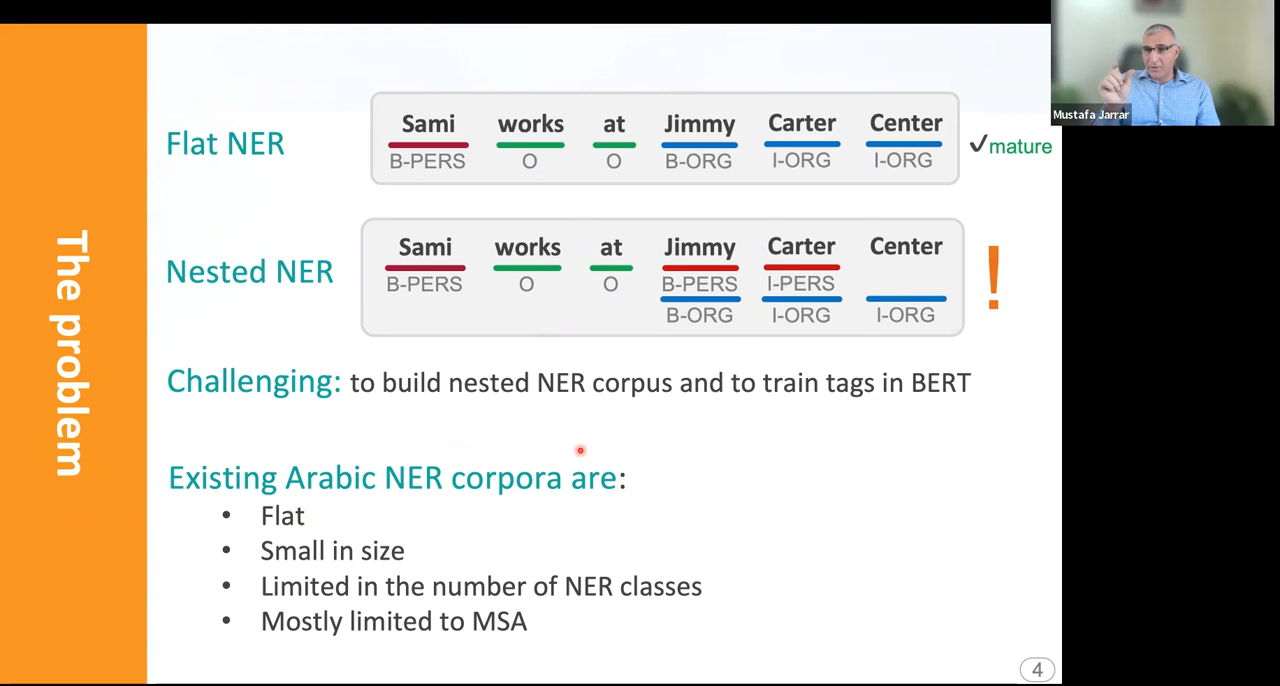 The problem
Flat NER
Sami works at Jimmy Carter Center
B-PERS O O B-ORG I-ORG I-ORG
✓mature
Nested NER
Sami works at Jimmy Carter Center
B-PERS O O B-PERS I-PERS
B-ORG I-ORG I-ORG
!
Challenging: to build nested NER corpus and to train tags in BERT
Existing Arabic NER corpora are:
• Flat
• Small in size
• Limited in the number of NER classes
• Mostly limited to MSA
4
Mustafa Jarrar